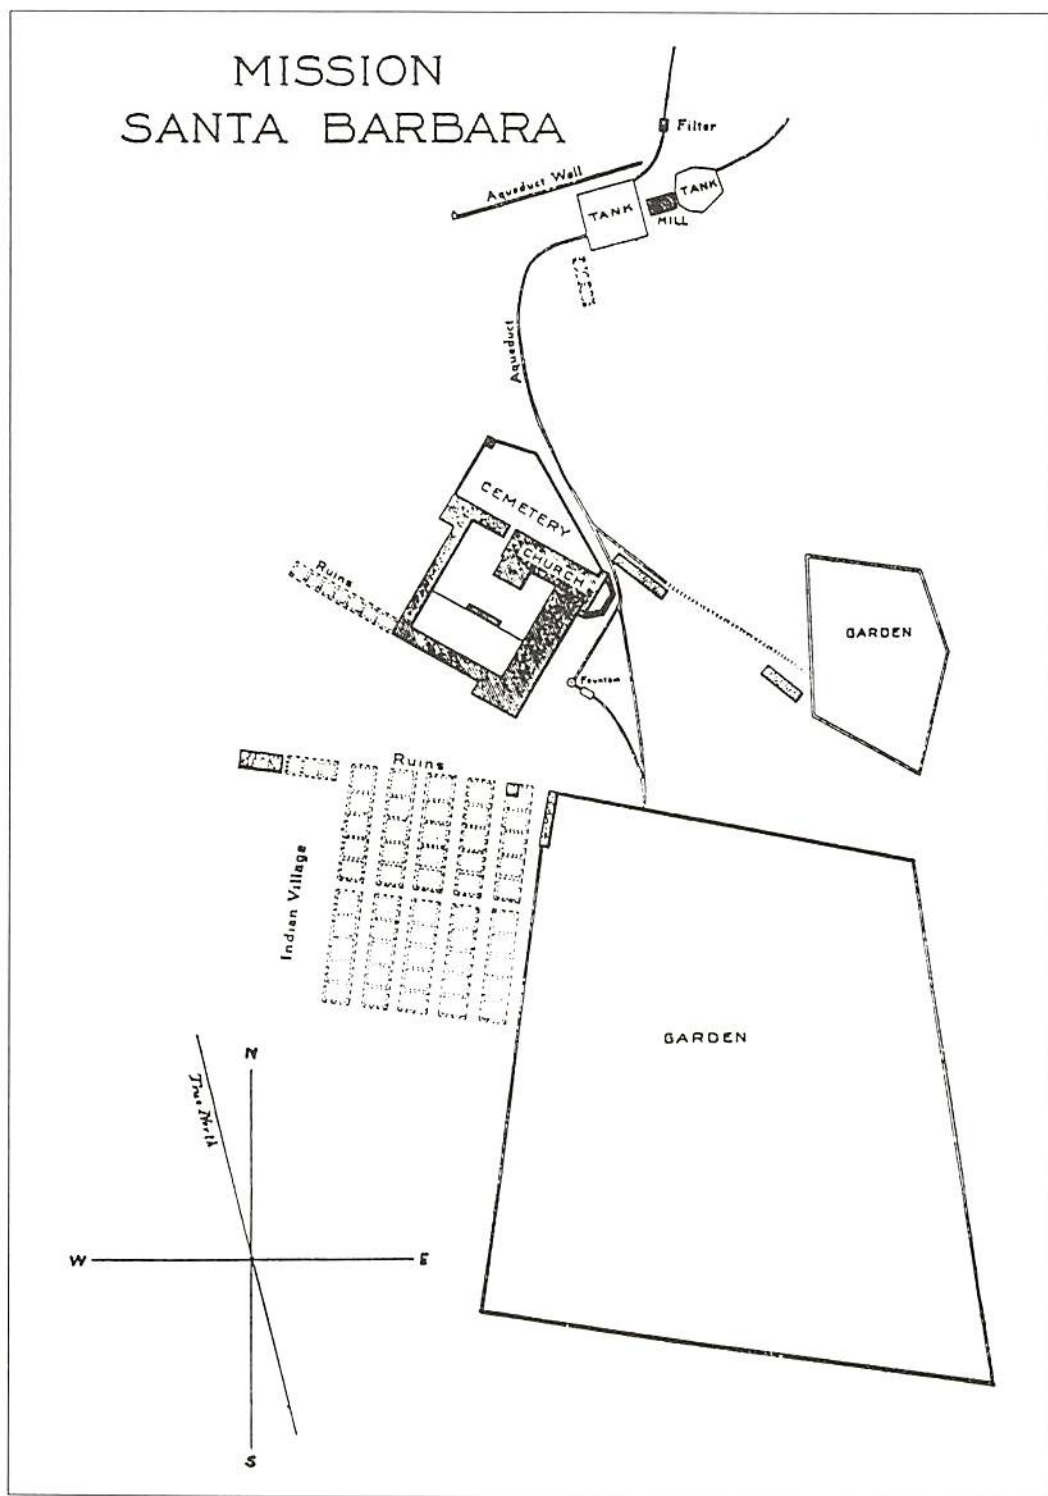 MISSION
SANTA BARBARA
Filter
Aqueduct Wall
TANK
TANK
MILL
Aqueduct
CEMETERY
CHURCH
Ruins
GARDEN
Fountain
Ruins
Indian Village
GARDEN
N
True North
W
E
S